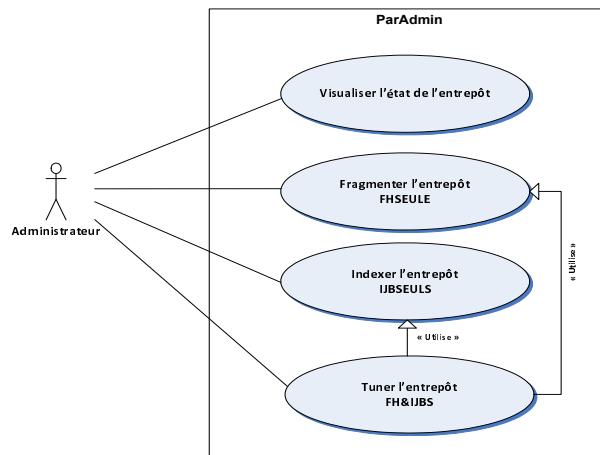 ParAdmin
Visualiser l'état de l'entrepôt
Fragmenter l'entrepôt
FHSEULE
Administrateur
« Utilise »
Indexer l'entrepôt
IJBSEULS
« Utilise »
Tuner l'entrepôt
FH&IJBS